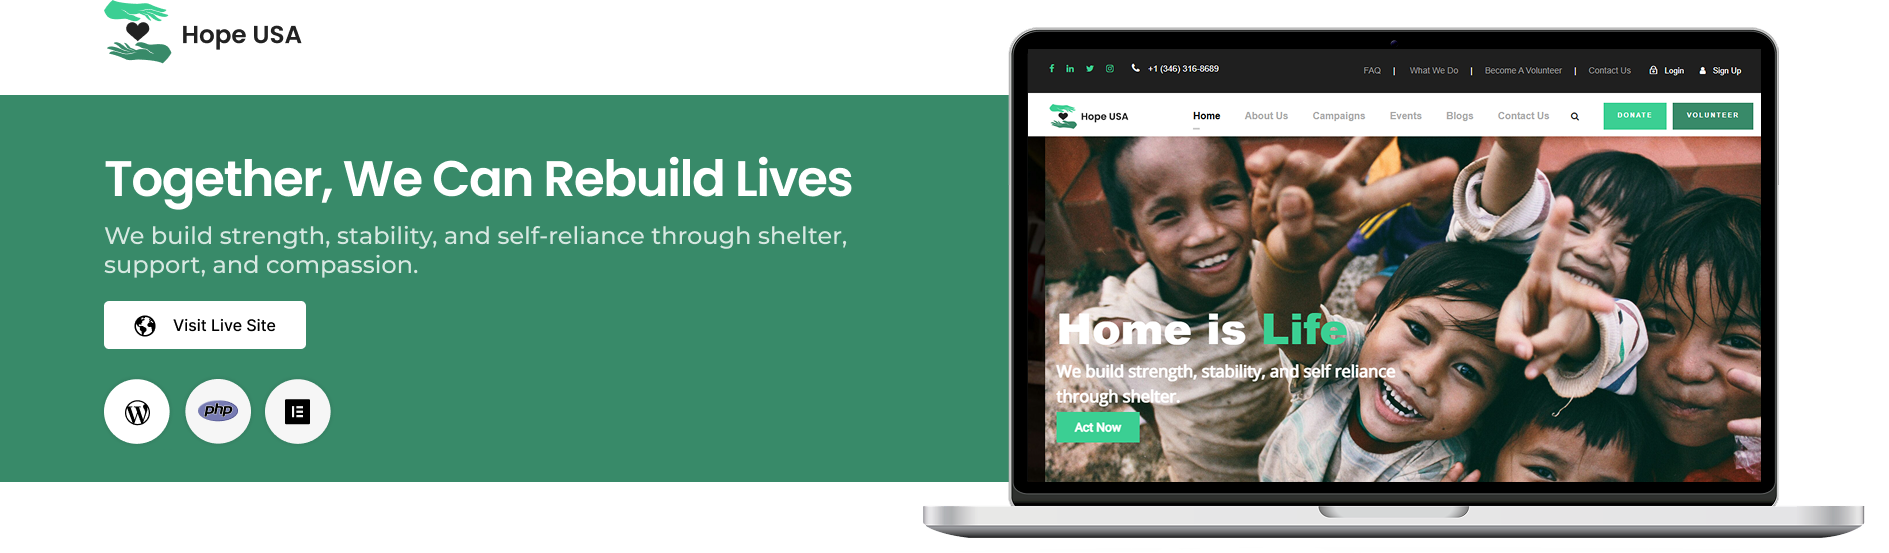 Hope USA
Together, We Can Rebuild Lives
We build strength, stability, and self-reliance through shelter,
support, and compassion.
Visit Live Site
php
+1 (346) 316-8689
FAQ | What We Do | Become A Volunteer | Contact Us Login Sign Up
Hope USA Home About Us Campaigns Events Blogs Contact Us DONATE VOLUNTEER
Home is Life
We build strength, stability, and self reliance
through shelter.
Act Now